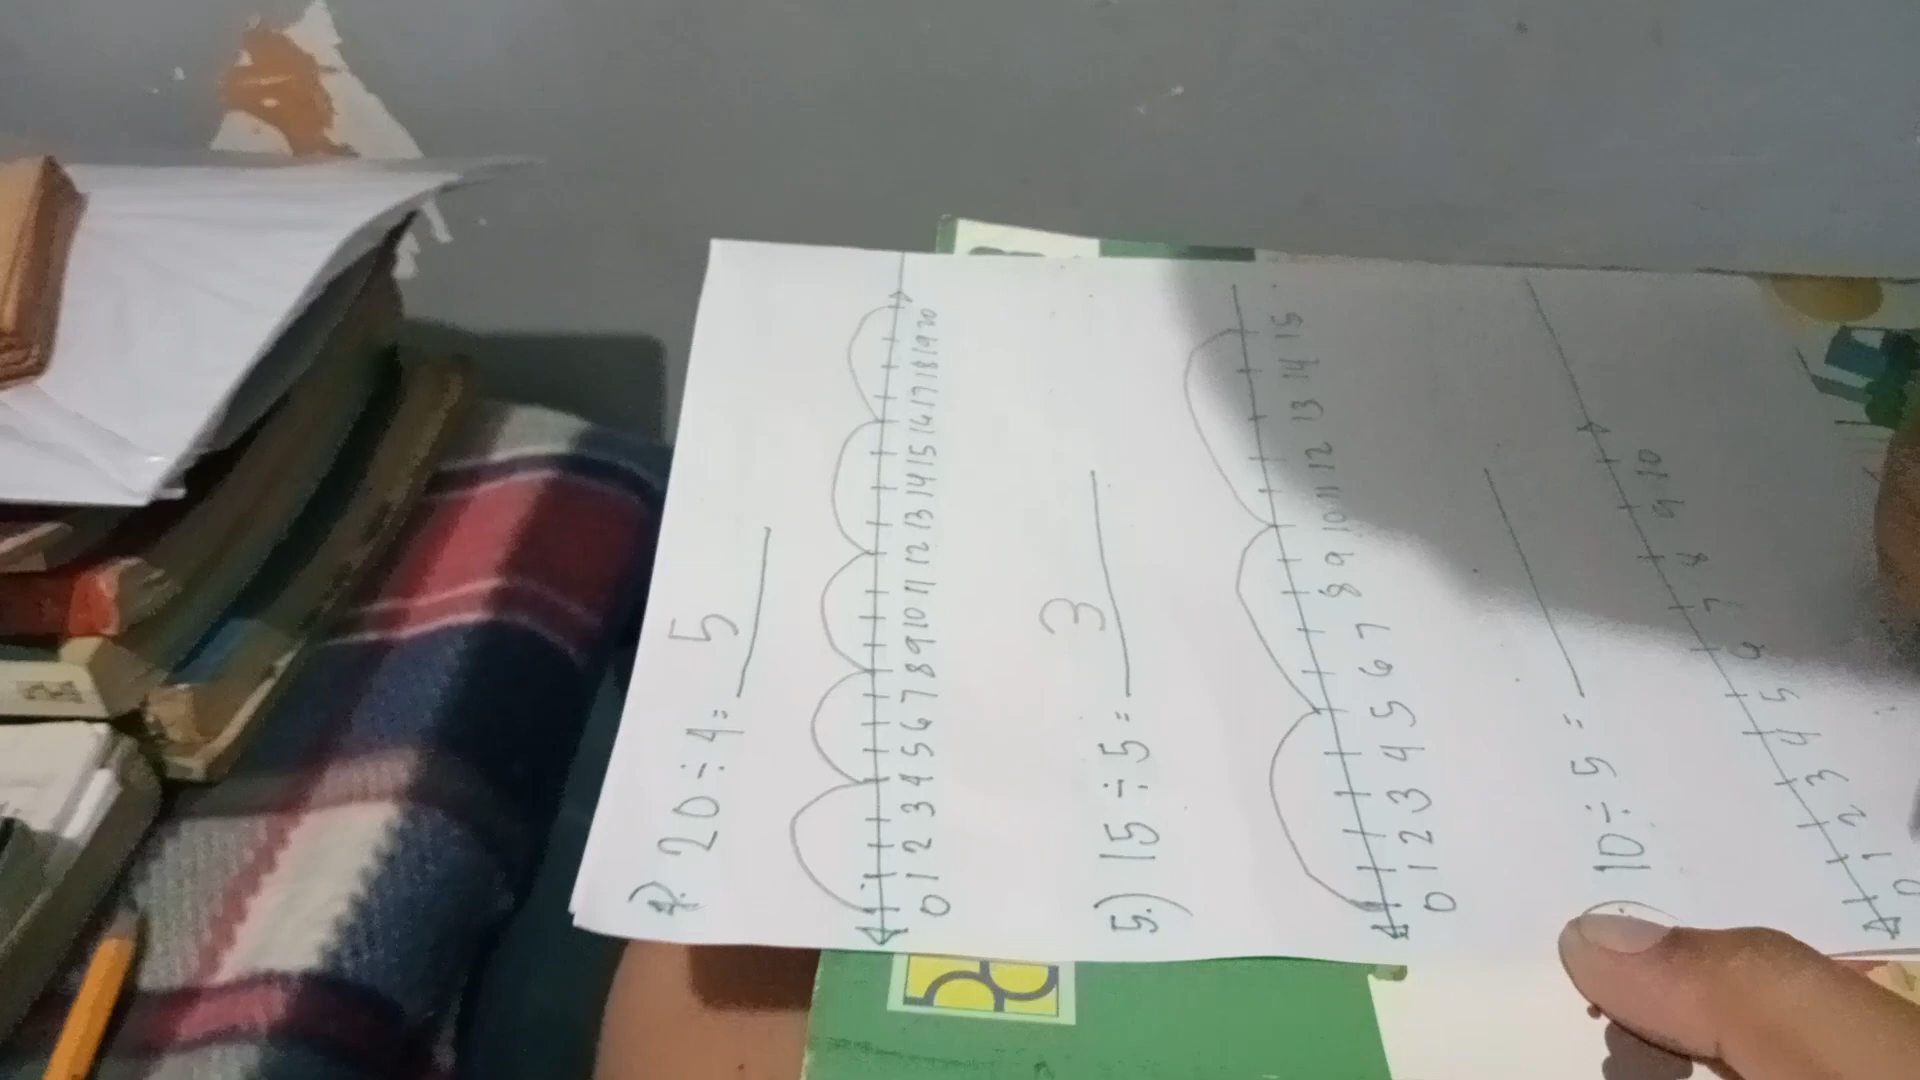 4.) 20 ÷ 4 = 5
0 1 2 3 4 5 6 7 8 9 10 11 12 13 14 15 16 17 18 19 20
5.) 15 ÷ 5 = 3
0 1 2 3 4 5 6 7 8 9 10 11 12 13 14 15
10 ÷ 5 =
0 1 2 3 4 5 6 7 8 9 10